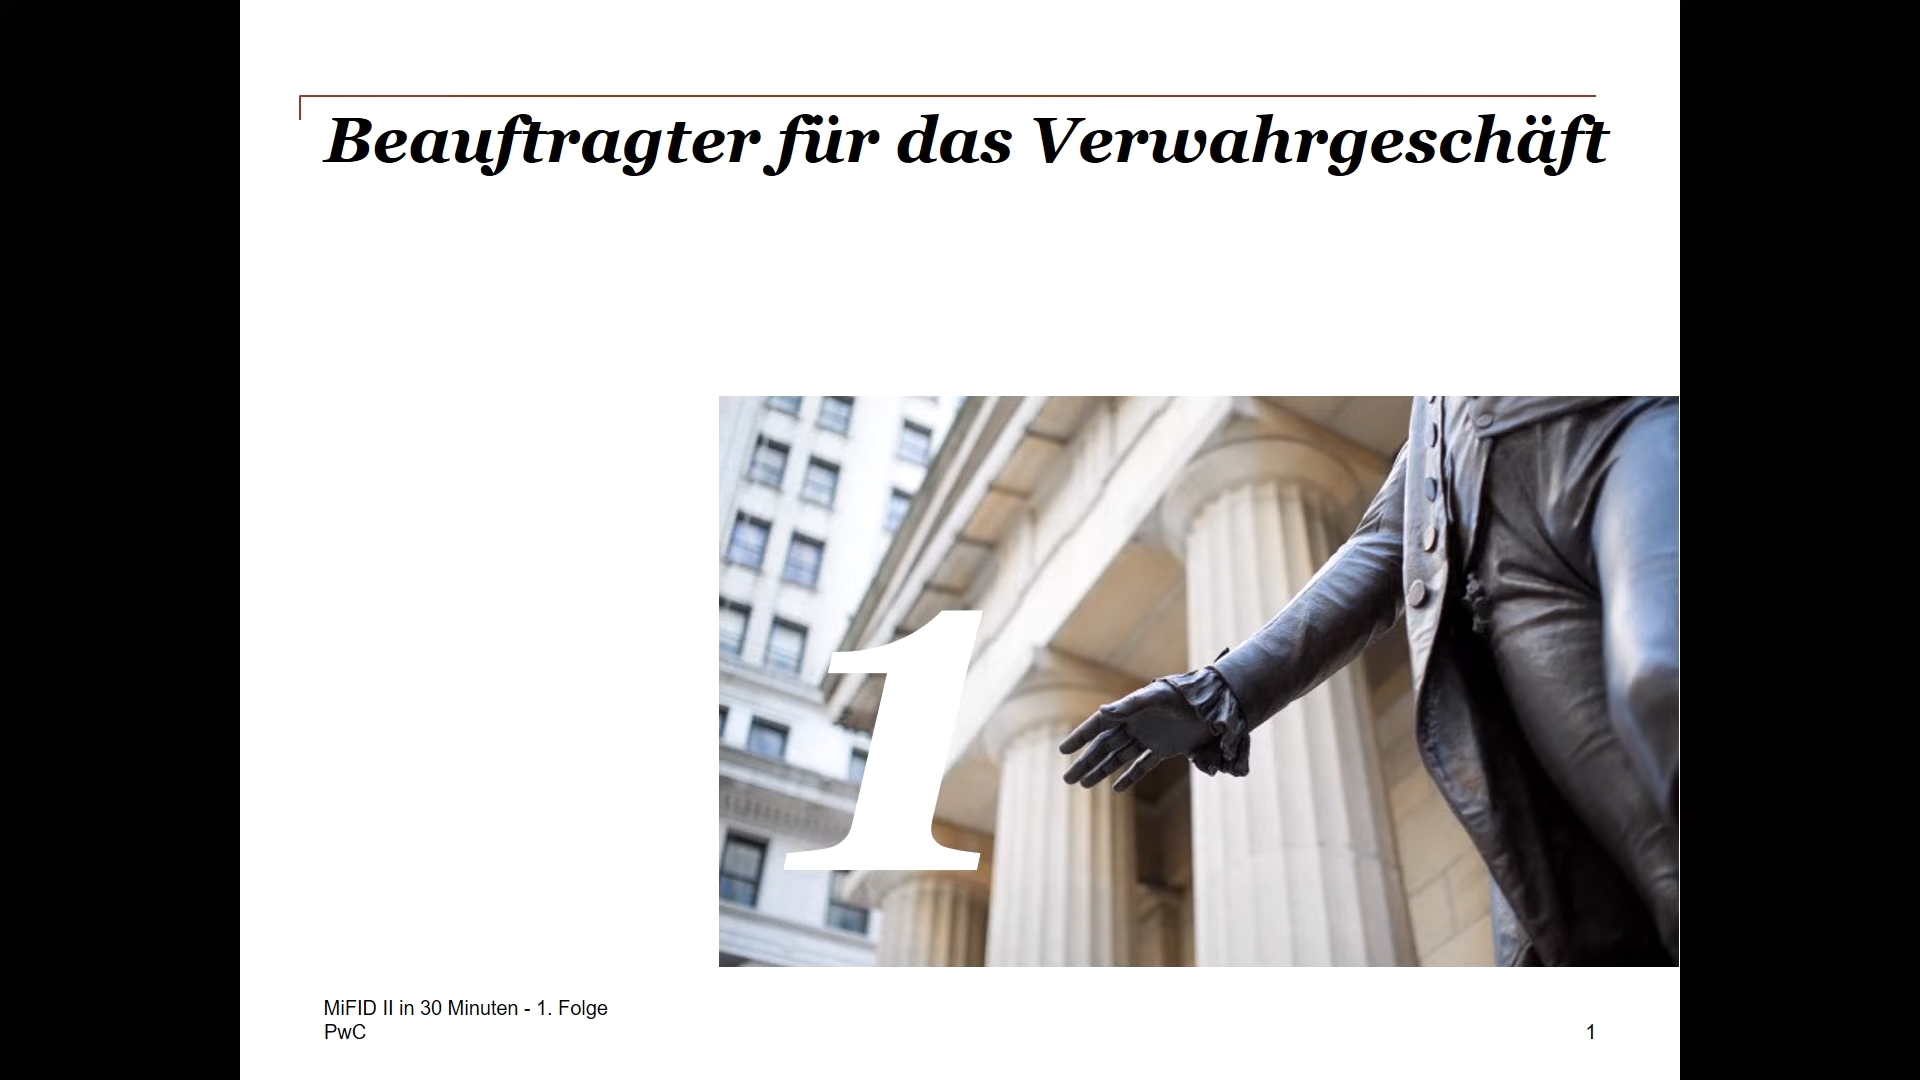 Beauftragter für das Verwahrgeschäft
1
MiFID II in 30 Minuten - 1. Folge
PwC
1